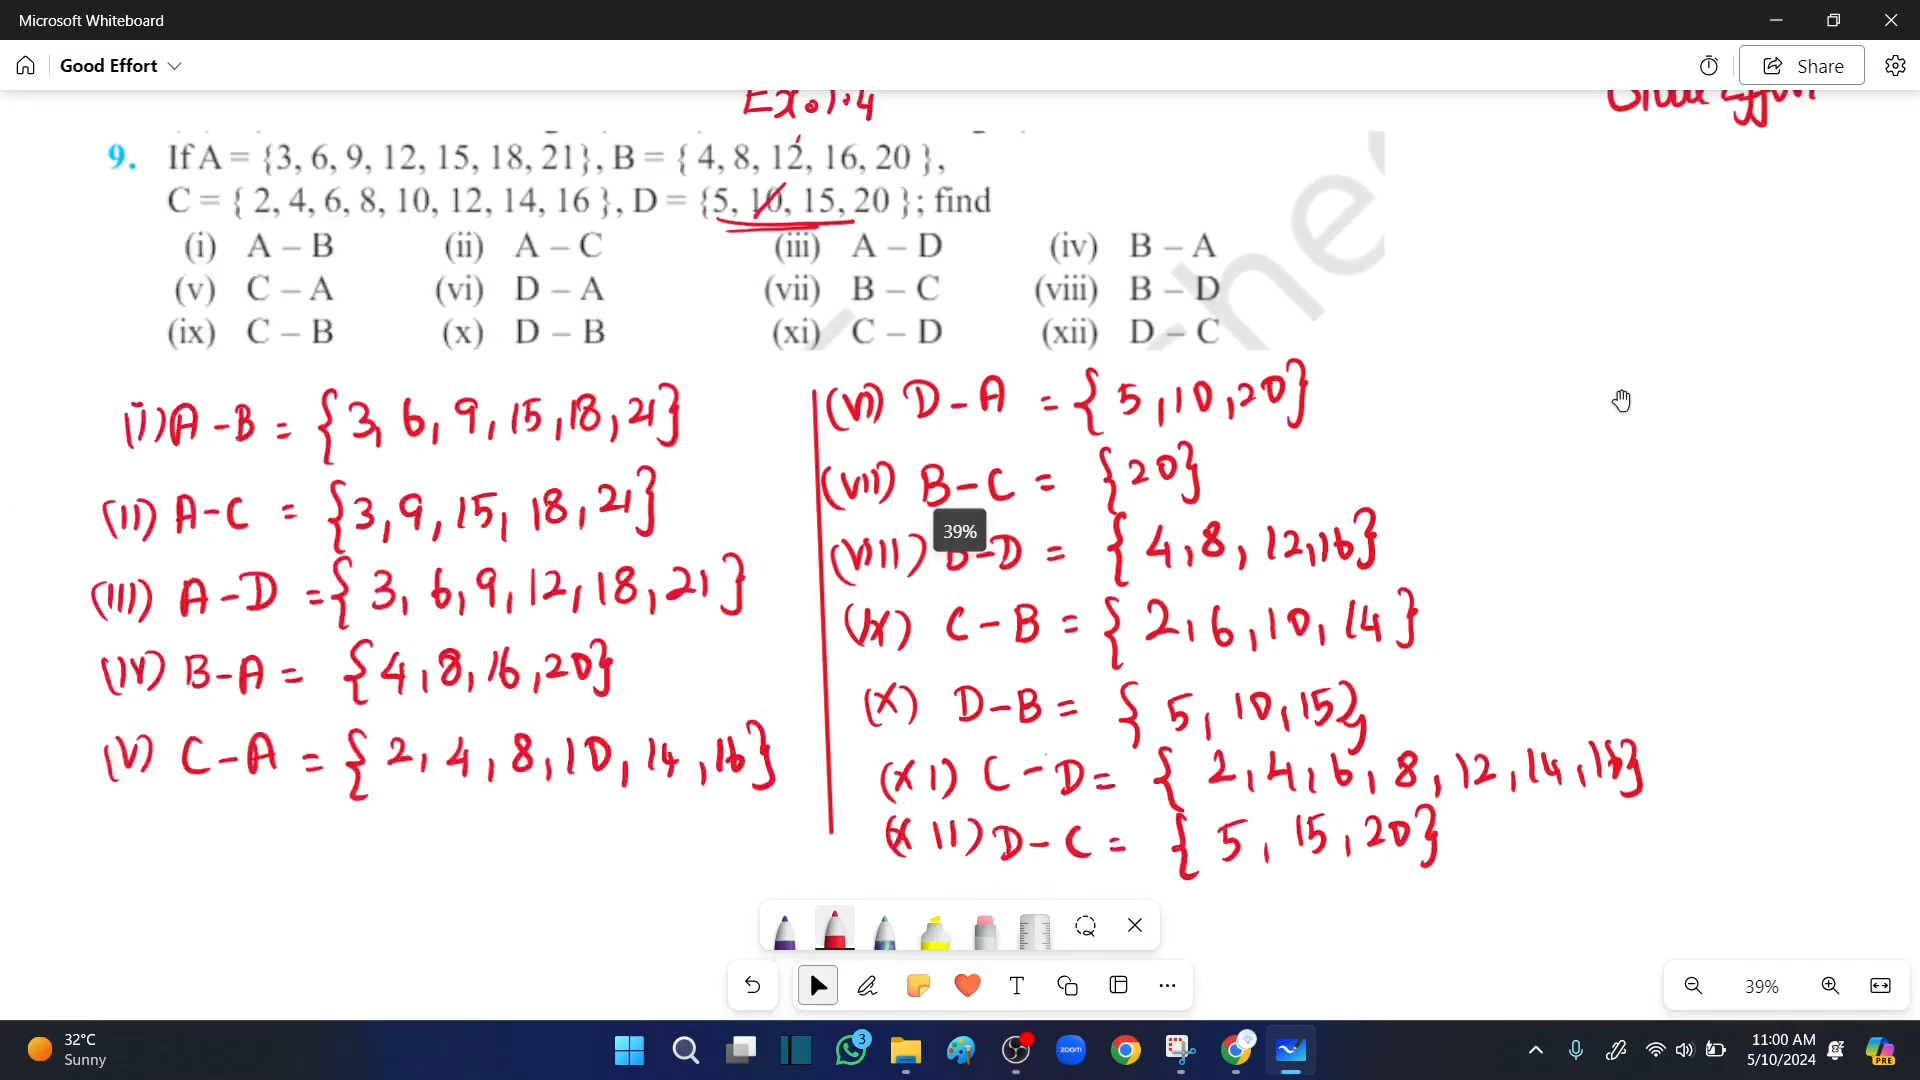 Microsoft Whiteboard
Good Effort
Share
Ex. 1.4
9. If A = {3, 6, 9, 12, 15, 18, 21}, B = { 4, 8, 12, 16, 20 },
C = { 2, 4, 6, 8, 10, 12, 14, 16 }, D = {5, 10, 15, 20 }; find
(i) A – B (ii) A – C (iii) A – D (iv) B – A
(v) C – A (vi) D – A (vii) B – C (viii) B – D
(ix) C – B (x) D – B (xi) C – D (xii) D – C
(i) A - B = {3, 6, 9, 15, 18, 21}
(ii) A - C = {3, 9, 15, 18, 21}
(iii) A - D = {3, 6, 9, 12, 18, 21}
(iv) B - A = {4, 8, 16, 20}
(v) C - A = {2, 4, 8, 10, 14, 16}
(vi) D - A = {5, 10, 20}
(vii) B - C = {20}
39%
(viii) B - D = {4, 8, 12, 16}
(ix) C - B = {2, 6, 10, 14}
(x) D - B = {5, 10, 15}
(xi) C - D = {2, 4, 6, 8, 12, 14, 16}
(xii) D - C = {5, 15, 20}
39%
32°C
Sunny
3
zoom
11:00 AM
5/10/2024
PRE